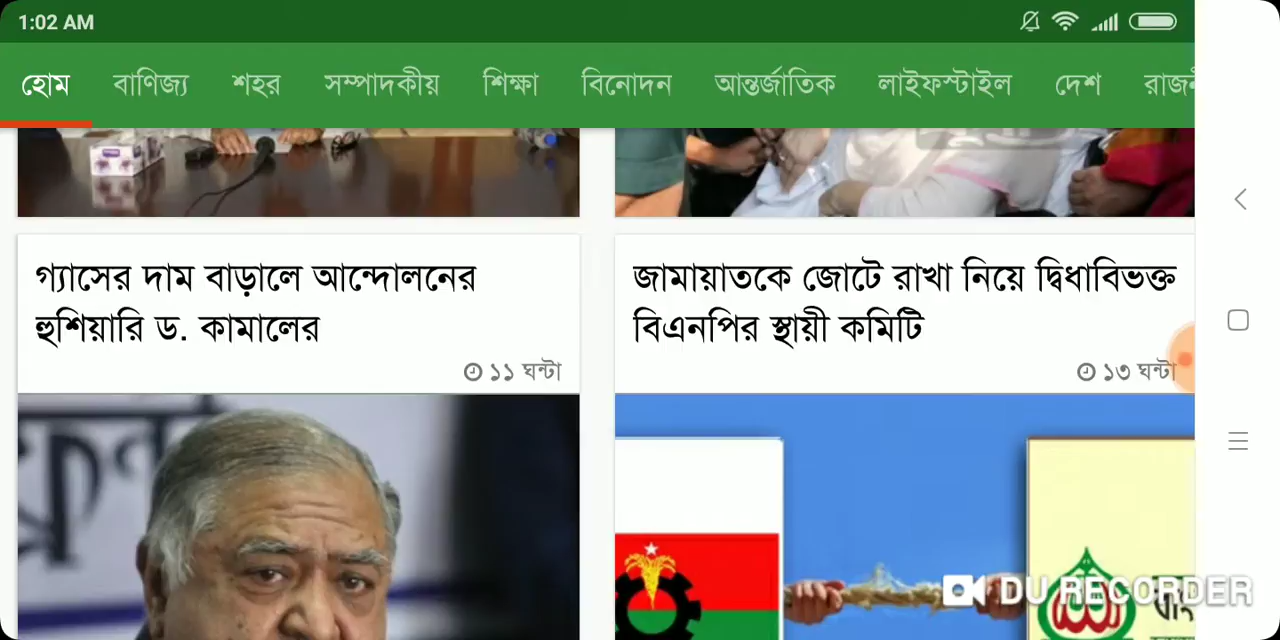 1:02 AM
হোম বাণিজ্য শহর সম্পাদকীয় শিক্ষা বিনোদন আন্তর্জাতিক লাইফস্টাইল দেশ
গ্যাসের দাম বাড়ালে আন্দোলনের
হুশিয়ারি ড. কামালের
১১ ঘন্টা
জামায়াতকে জোটে রাখা নিয়ে দ্বিধাবিভক্ত
বিএনপির স্থায়ী কমিটি
১৩ ঘন্টা
DU RECORDER